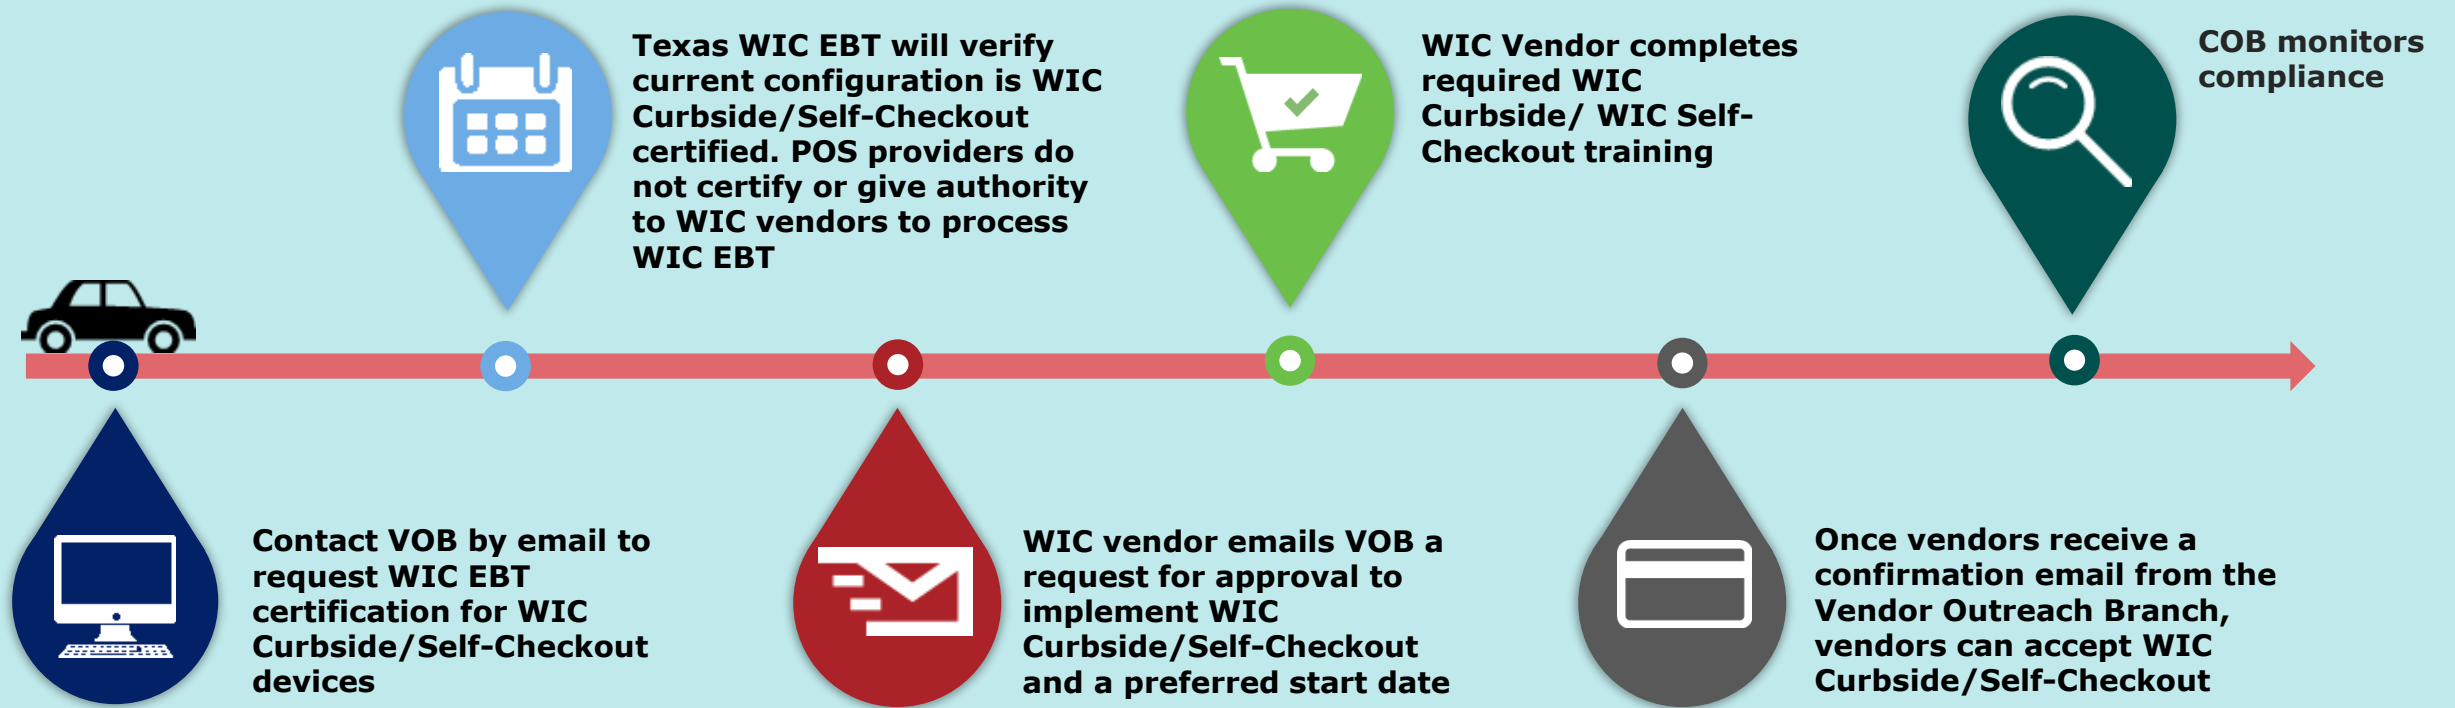 Contact VOB by email to
request WIC EBT
certification for WIC
Curbside/Self-Checkout
devices
Texas WIC EBT will verify
current configuration is WIC
Curbside/Self-Checkout
certified. POS providers do
not certify or give authority
to WIC vendors to process
WIC EBT
WIC vendor emails VOB a
request for approval to
implement WIC
Curbside/Self-Checkout
and a preferred start date
WIC Vendor completes
required WIC
Curbside/ WIC Self-
Checkout training
Once vendors receive a
confirmation email from the
Vendor Outreach Branch,
vendors can accept WIC
Curbside/Self-Checkout
COB monitors
compliance